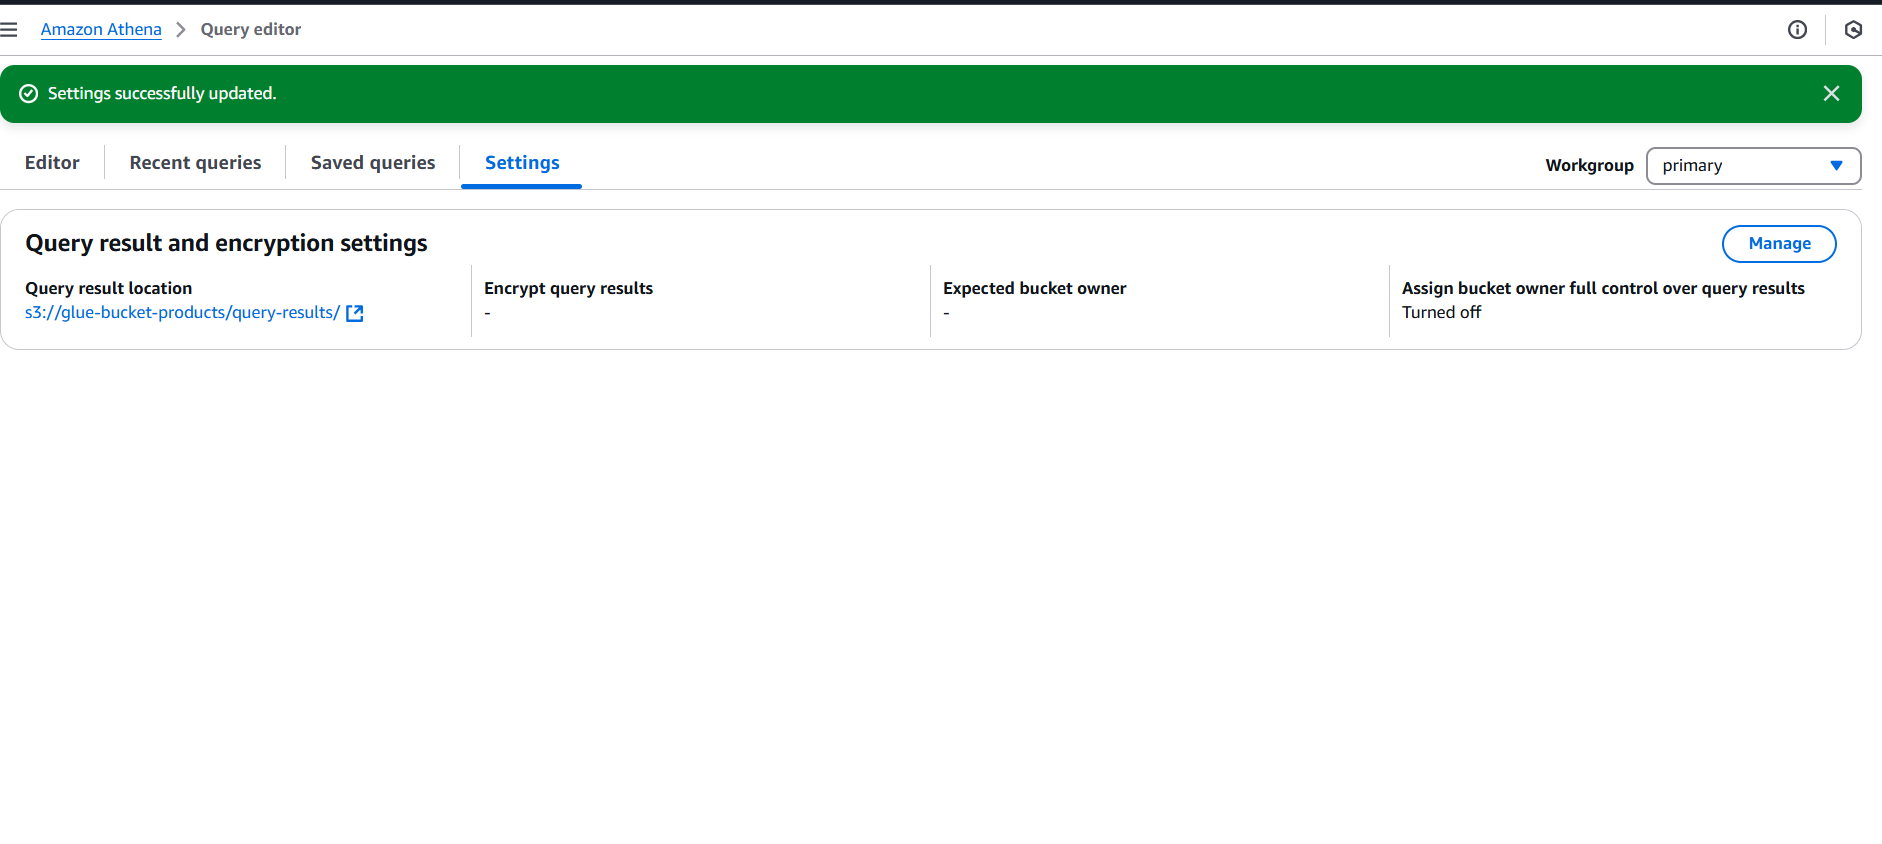 Amazon Athena > Query editor
Settings successfully updated.
Editor Recent queries Saved queries Settings
Workgroup primary
Query result and encryption settings
Manage
Query result location
s3://glue-bucket-products/query-results/
Encrypt query results
-
Expected bucket owner
-
Assign bucket owner full control over query results
Turned off